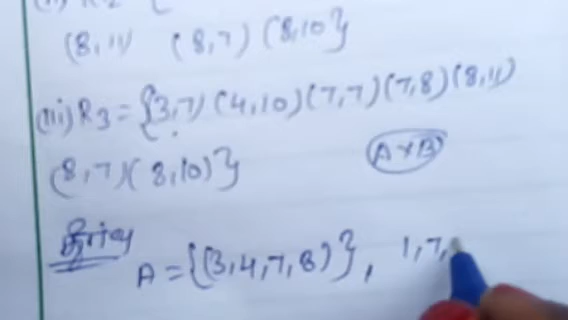 (8,11) (8,7) (8,10}
(iii) R3 = {3,7) (4,10) (7,7) (7,8) (8,11)
(8,7) ( 8,10)}
A×B
தீர்வு
A = {(3,4,7,8)}, 1,7,